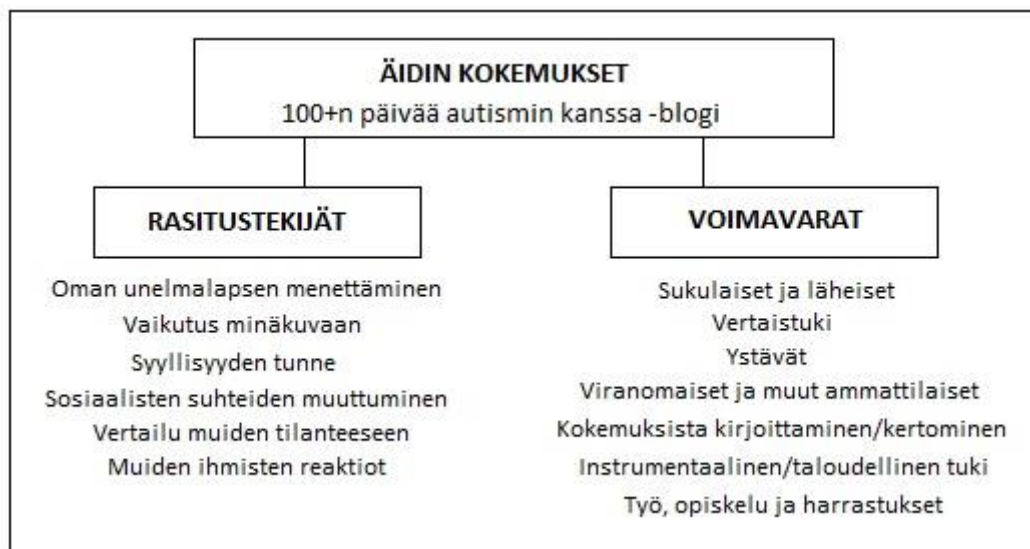 ÄIDIN KOKEMUKSET
100+n päivää autismin kanssa -blogi
RASITUSTEKIJÄT
Oman unelmalapsen menettäminen
Vaikutus minäkuvaan
Syyllisyyden tunne
Sosiaalisten suhteiden muuttuminen
Vertailu muiden tilanteeseen
Muiden ihmisten reaktiot
VOIMAVARAT
Sukulaiset ja läheiset
Vertaistuki
Ystävät
Viranomaiset ja muut ammattilaiset
Kokemuksista kirjoittaminen/kertominen
Instrumentaalinen/taloudellinen tuki
Työ, opiskelu ja harrastukset